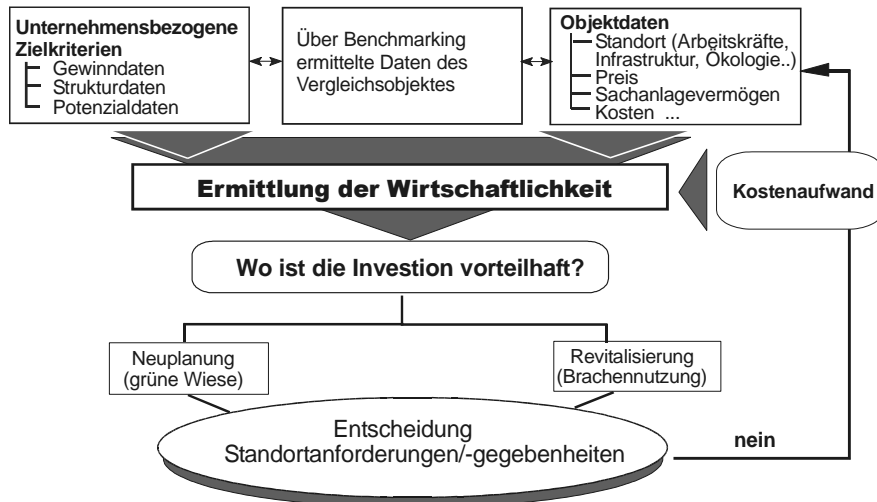 Unternehmensbezogene
Zielkriterien
Gewinndaten
Strukturdaten
Potenzialdaten
Über Benchmarking
ermittelte Daten des
Vergleichsobjektes
Objektdaten
Standort (Arbeitskräfte,
Infrastruktur, Ökologie..)
Preis
Sachanlagevermögen
Kosten ...
Ermittlung der Wirtschaftlichkeit
Kostenaufwand
Wo ist die Investion vorteilhaft?
Neuplanung
(grüne Wiese)
Revitalisierung
(Brachennutzung)
Entscheidung
Standortanforderungen/-gegebenheiten
nein